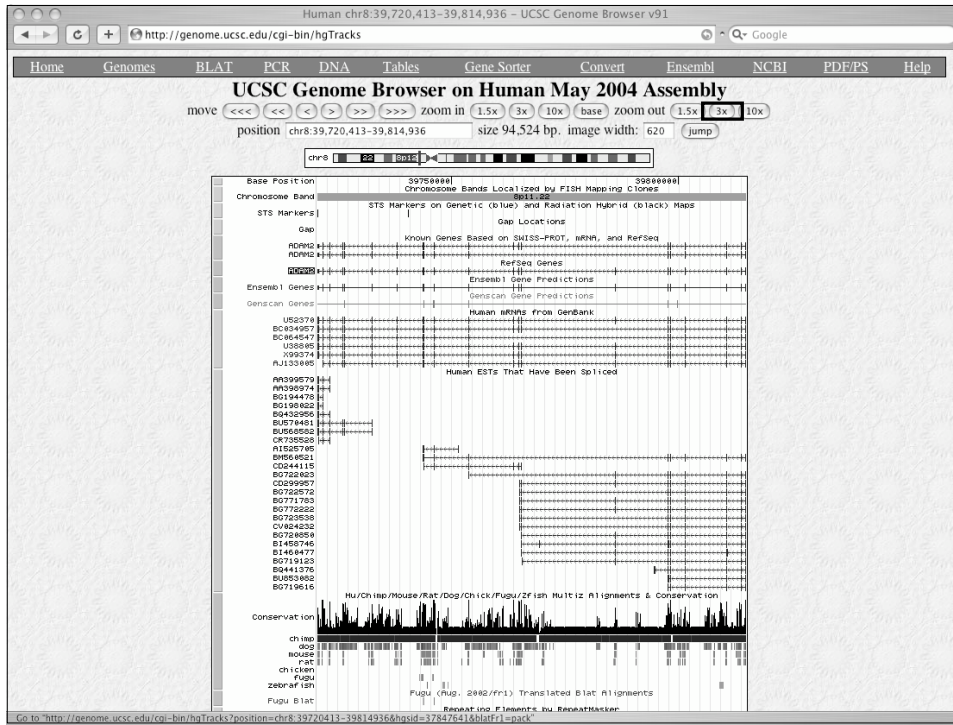 Human chr8:39,720,413-39,814,936 – UCSC Genome Browser v91
http://genome.ucsc.edu/cgi-bin/hgTracks
Google
Home Genomes BLAT PCR DNA Tables Gene Sorter Convert Ensembl NCBI PDF/PS Help
UCSC Genome Browser on Human May 2004 Assembly
move <<< << < > >> >>> zoom in 1.5x 3x 10x base zoom out 1.5x 3x 10x
position chr8:39,720,413-39,814,936 size 94,524 bp. image width: 620 jump
chr8 22 8p12
Base Position 39750000| 39800000|
Chromosome Bands Localized by FISH Mapping Clones
Chromosome Band 8p11.22
STS Markers on Genetic (blue) and Radiation Hybrid (black) Maps
STS Markers
Gap Locations
Gap
Known Genes Based on SWISS-PROT, mRNA, and RefSeq
ADAM2
ADAM2
RefSeq Genes
ADAM2
Ensembl Gene Predictions
Ensembl Genes
Genscan Gene Predictions
Genscan Genes
Human mRNAs from GenBank
U52370
BC034957
BC064547
U38805
X99374
AJ133005
Human ESTs That Have Been Spliced
AA399579
AA398974
BG194478
BG198022
BQ432956
BU570481
BU568582
CR735528
AI525705
BM560521
CD244115
BG722023
CD299957
BG722572
BG771783
BG772222
BG723538
CV024232
BG720850
BI458746
BI460477
BG719123
BQ441376
BU853082
BG719616
Hu/Chimp/Mouse/Rat/Dog/Chick/Fugu/Zfish Multiz Alignments & Conservation
Conservation
chimp
dog
mouse
rat
chicken
fugu
zebrafish
Fugu (Aug. 2002/fr1) Translated Blat Alignments
Fugu Blat
Repeating Elements by RepeatMasker
Go to "http://genome.ucsc.edu/cgi-bin/hgTracks?position=chr8:39720413-39814936&hgsid=37847641&blatFr1=pack"